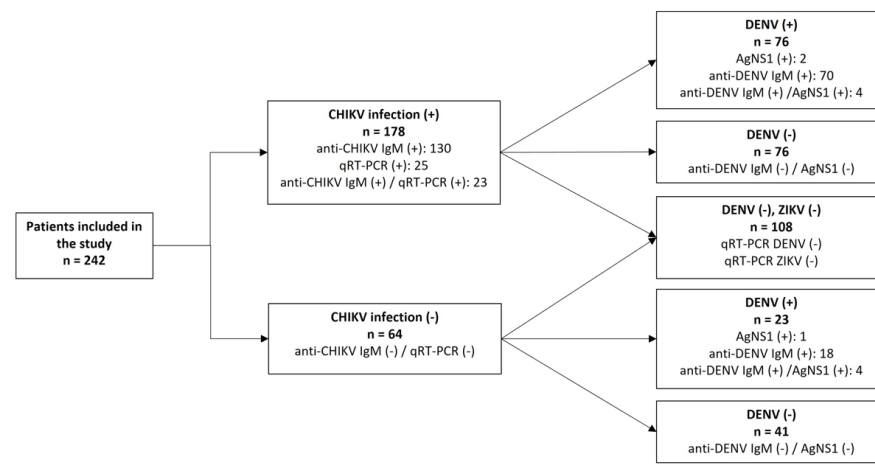 Patients included in
the study
n = 242
CHIKV infection (+)
n = 178
anti-CHIKV IgM (+): 130
qRT-PCR (+): 25
anti-CHIKV IgM (+) / qRT-PCR (+): 23
CHIKV infection (-)
n = 64
anti-CHIKV IgM (-) / qRT-PCR (-)
DENV (+)
n = 76
AgNS1 (+): 2
anti-DENV IgM (+): 70
anti-DENV IgM (+) /AgNS1 (+): 4
DENV (-)
n = 76
anti-DENV IgM (-) / AgNS1 (-)
DENV (-), ZIKV (-)
n = 108
qRT-PCR DENV (-)
qRT-PCR ZIKV (-)
DENV (+)
n = 23
AgNS1 (+): 1
anti-DENV IgM (+): 18
anti-DENV IgM (+) /AgNS1 (+): 4
DENV (-)
n = 41
anti-DENV IgM (-) / AgNS1 (-)